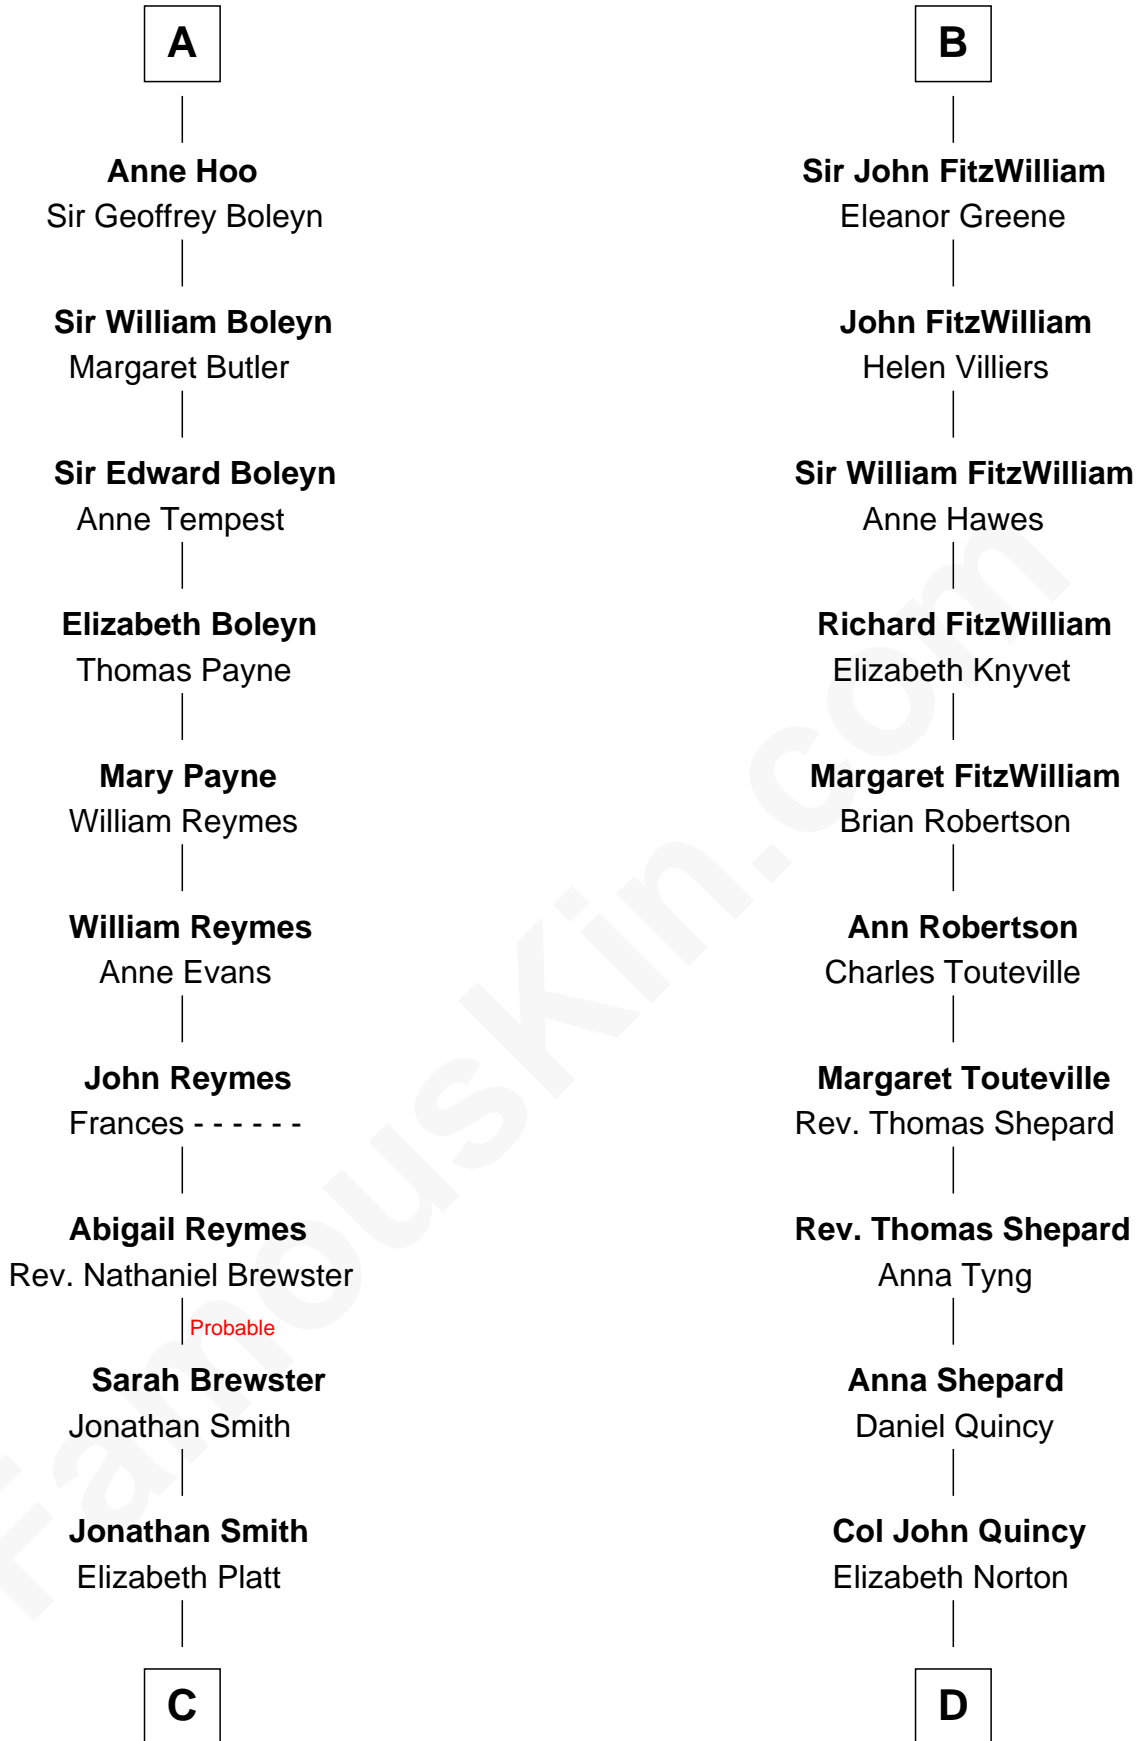 A
Anne Hoo
Sir Geoffrey Boleyn
Sir William Boleyn
Margaret Butler
Sir Edward Boleyn
Anne Tempest
Elizabeth Boleyn
Thomas Payne
Mary Payne
William Reymes
William Reymes
Anne Evans
John Reymes
Frances - - - - - -
Abigail Reymes
Rev. Nathaniel Brewster
Probable
Sarah Brewster
Jonathan Smith
Jonathan Smith
Elizabeth Platt
C
B
Sir John FitzWilliam
Eleanor Greene
John FitzWilliam
Helen Villiers
Sir William FitzWilliam
Anne Hawes
Richard FitzWilliam
Elizabeth Knyvet
Margaret FitzWilliam
Brian Robertson
Ann Robertson
Charles Touteville
Margaret Touteville
Rev. Thomas Shepard
Rev. Thomas Shepard
Anna Tyng
Anna Shepard
Daniel Quincy
Col John Quincy
Elizabeth Norton
D
FamousKin.com